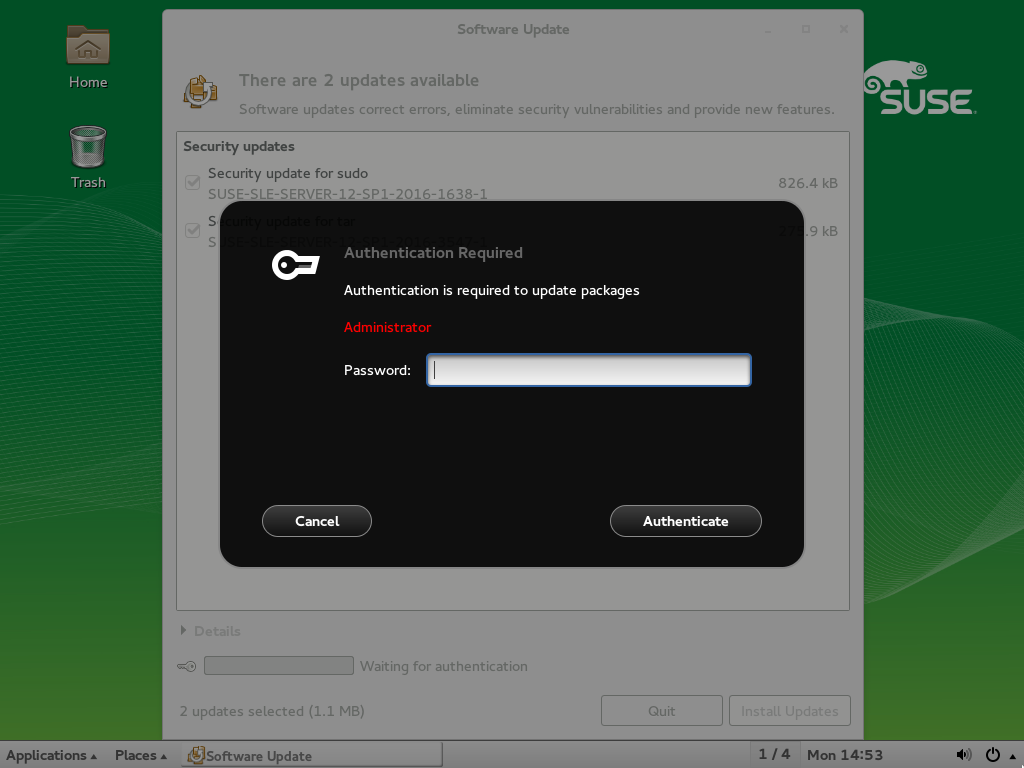 Software Update
Home
There are 2 updates available
Software updates correct errors, eliminate security vulnerabilities and provide new features.
SUSE
Trash
Security updates
Security update for sudo
SUSE-SLE-SERVER-12-SP1-2016-1638-1
826.4 kB
Security update for tar
.9 kB
Authentication Required
Authentication is required to update packages
Administrator
Password:
Cancel
Authenticate
Details
Waiting for authentication
2 updates selected (1.1 MB)
Quit
Install Updates
Applications
Places
Software Update
1 / 4
Mon 14:53